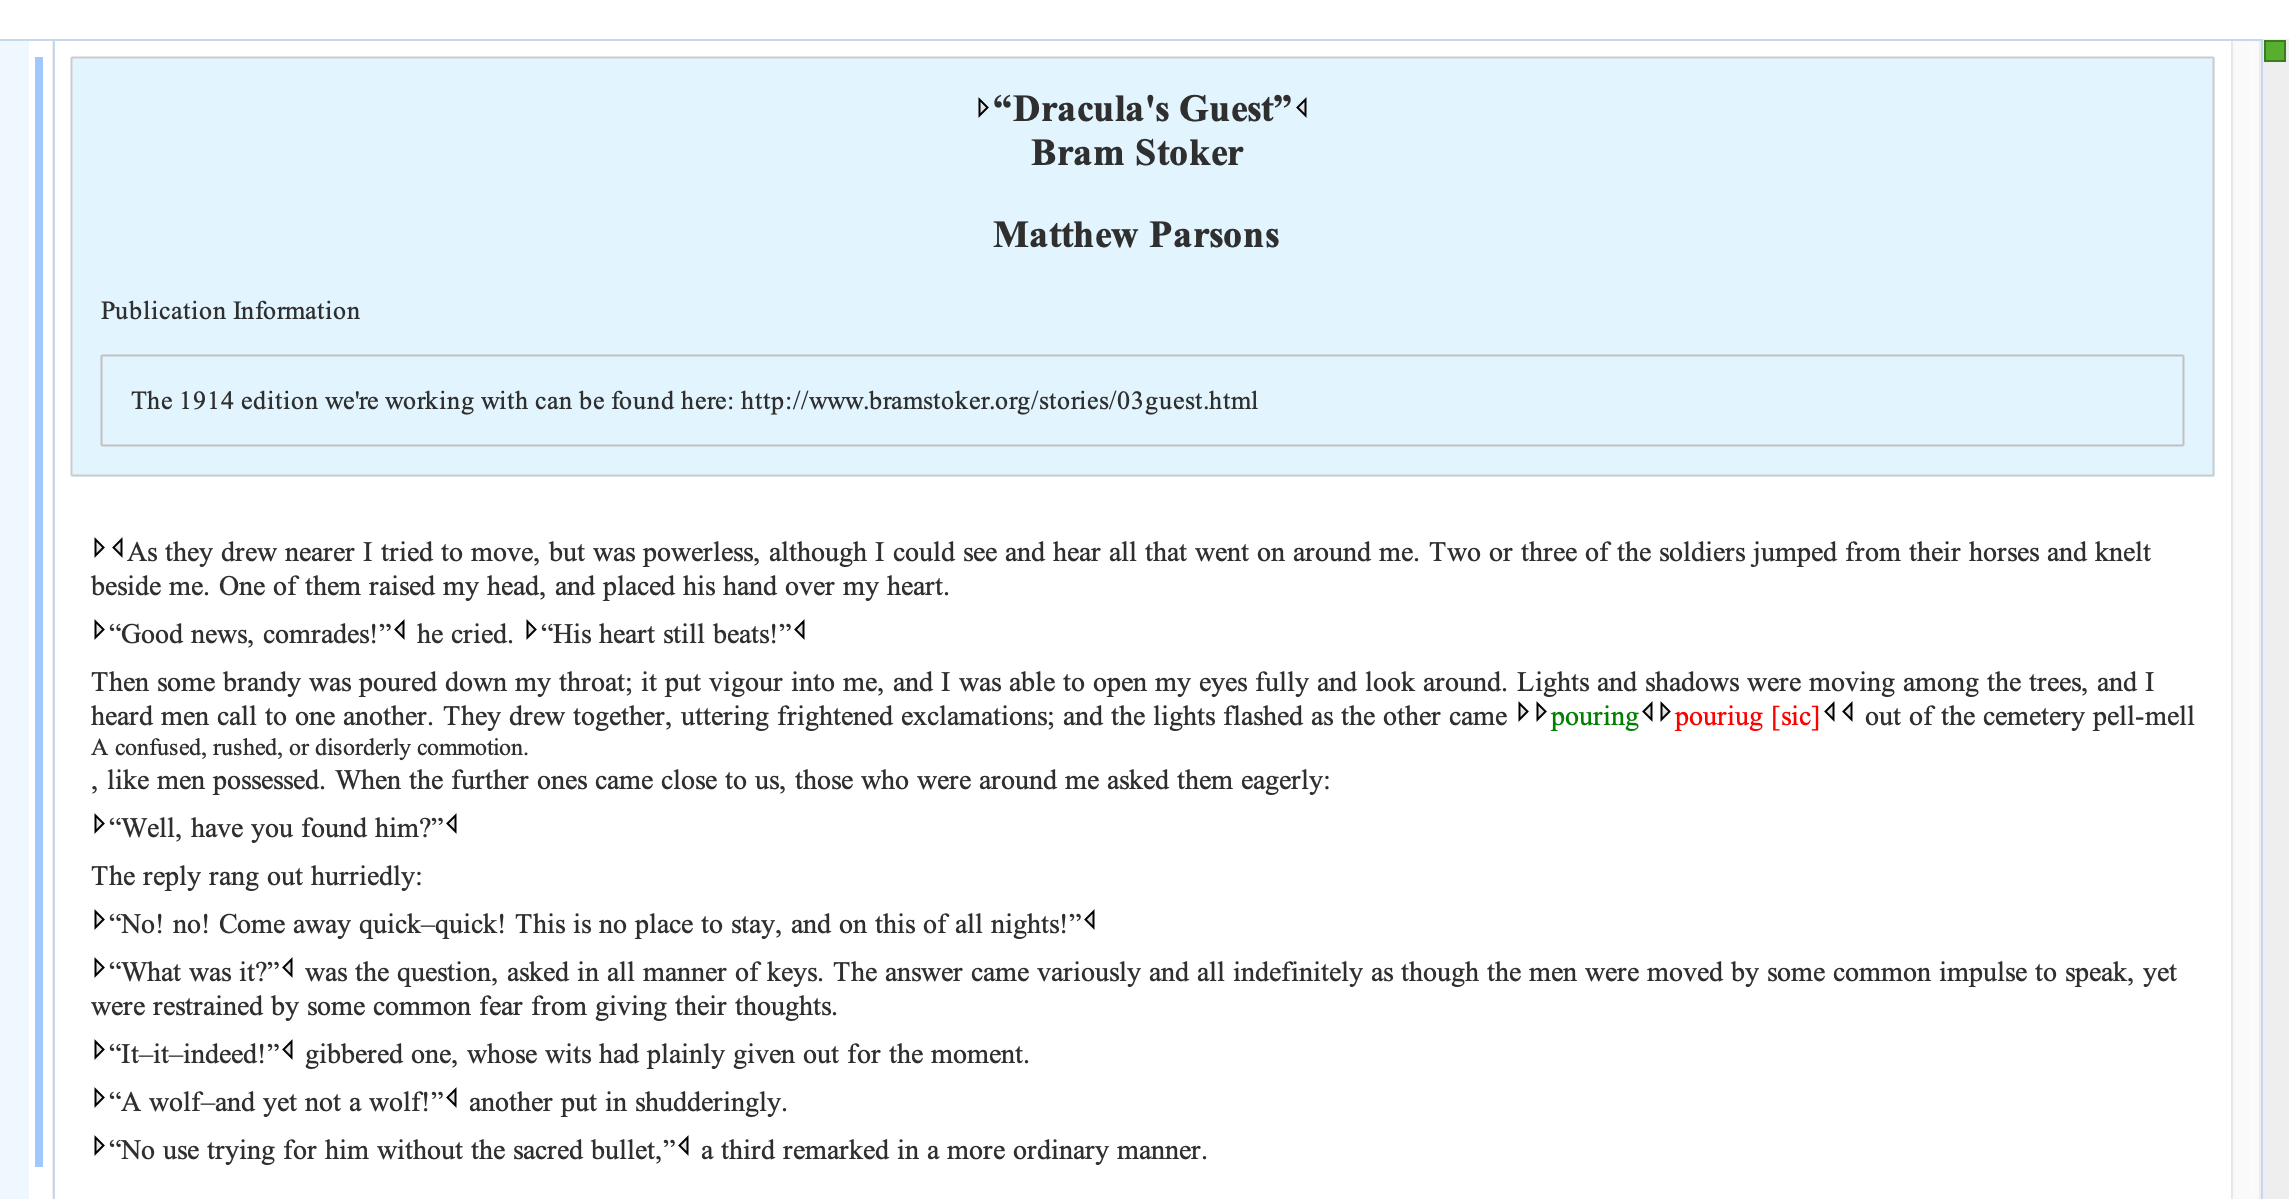 “Dracula's Guest”
Bram Stoker
Matthew Parsons
Publication Information
The 1914 edition we're working with can be found here: http://www.bramstoker.org/stories/03guest.html
As they drew nearer I tried to move, but was powerless, although I could see and hear all that went on around me. Two or three of the soldiers jumped from their horses and knelt
beside me. One of them raised my head, and placed his hand over my heart.
“Good news, comrades!” he cried. “His heart still beats!”
Then some brandy was poured down my throat; it put vigour into me, and I was able to open my eyes fully and look around. Lights and shadows were moving among the trees, and I
heard men call to one another. They drew together, uttering frightened exclamations; and the lights flashed as the other came pouring pouriug [sic] out of the cemetery pell-mell
A confused, rushed, or disorderly commotion.
, like men possessed. When the further ones came close to us, those who were around me asked them eagerly:
“Well, have you found him?”
The reply rang out hurriedly:
“No! no! Come away quick–quick! This is no place to stay, and on this of all nights!”
“What was it?” was the question, asked in all manner of keys. The answer came variously and all indefinitely as though the men were moved by some common impulse to speak, yet
were restrained by some common fear from giving their thoughts.
“It–it–indeed!” gibbered one, whose wits had plainly given out for the moment.
“A wolf–and yet not a wolf!” another put in shudderingly.
“No use trying for him without the sacred bullet,” a third remarked in a more ordinary manner.